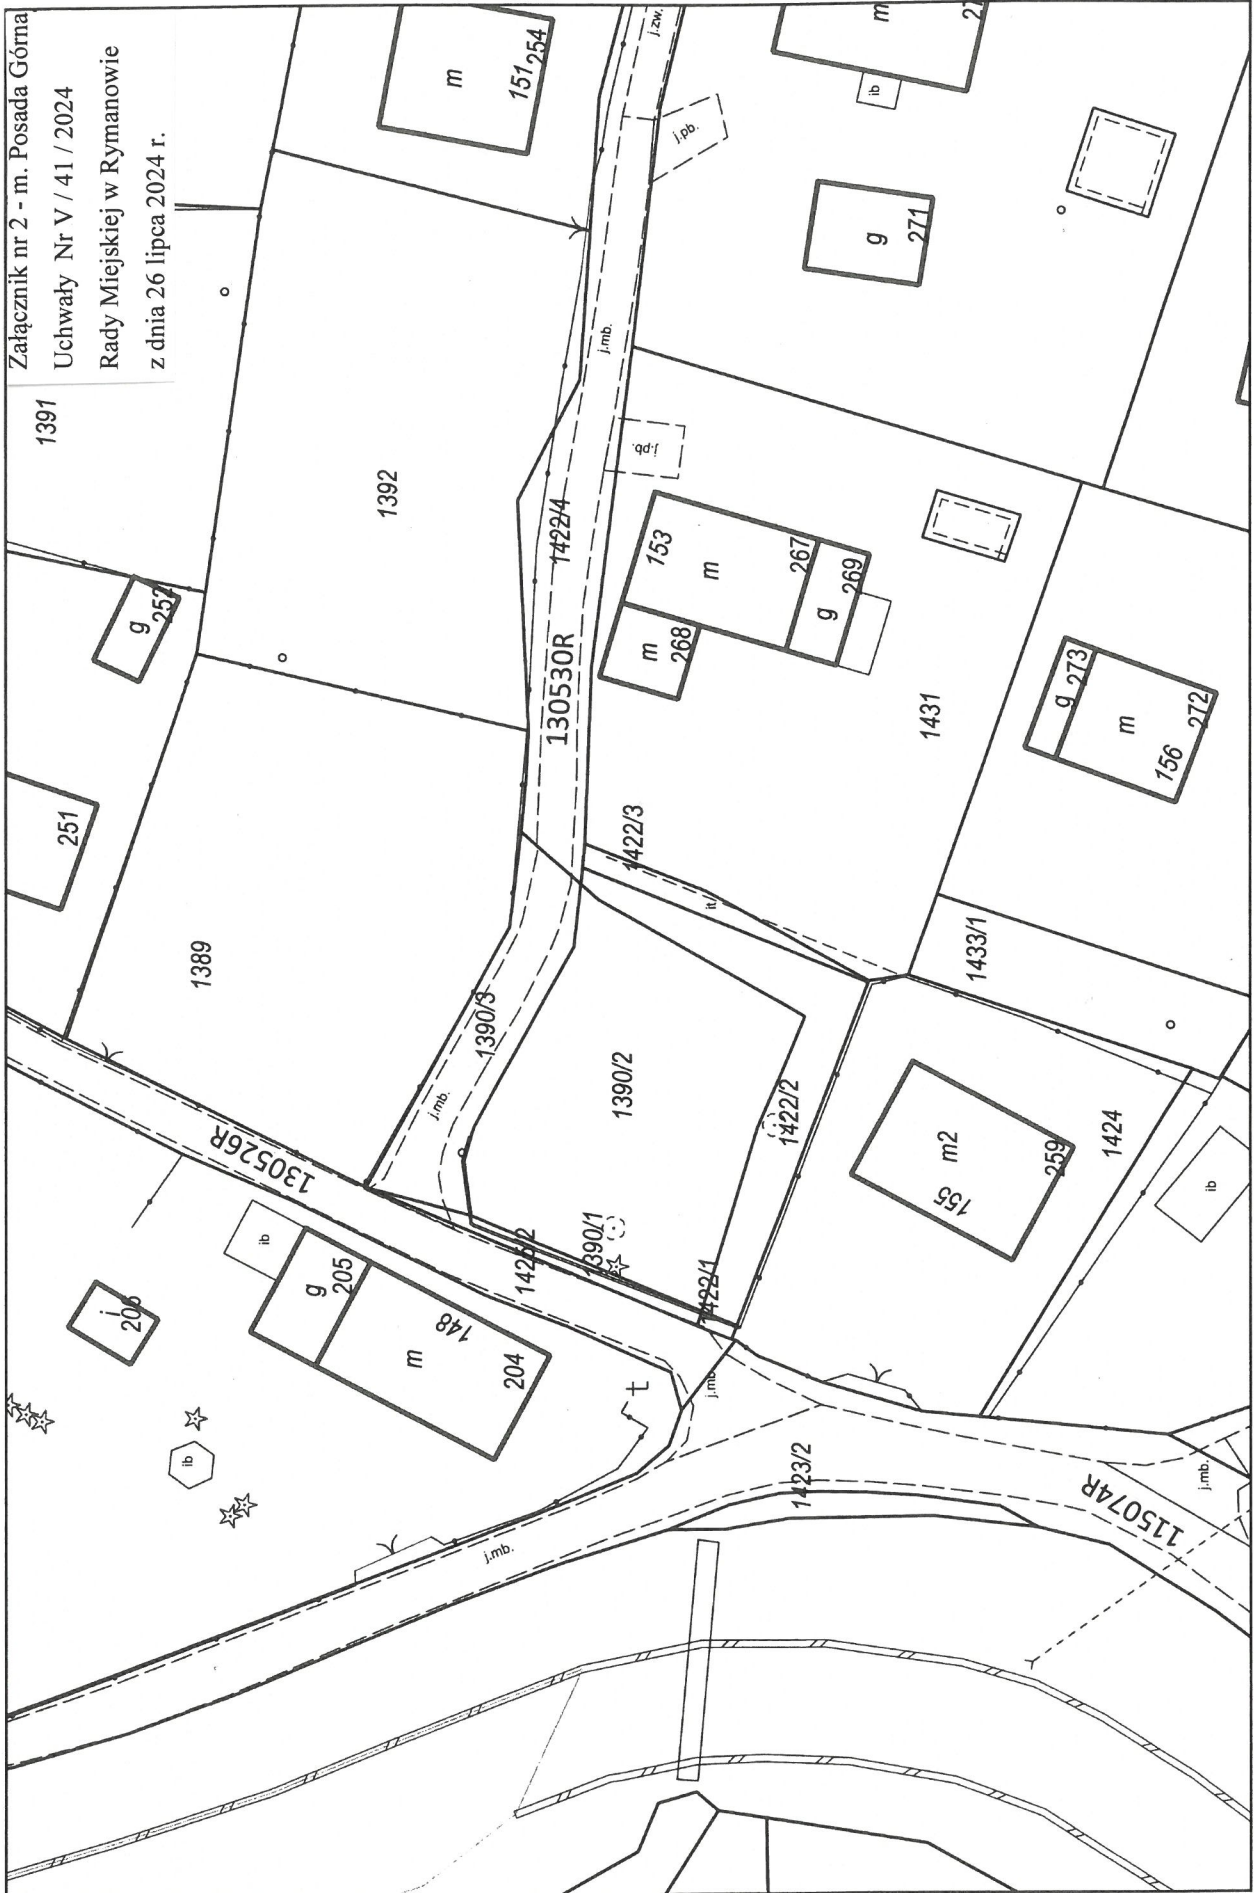 Załącznik nr 2 - m. Posada Górna
Uchwały Nr V / 41 / 2024
Rady Miejskiej w Rymanowie
z dnia 26 lipca 2024 r.
1391
m
151
254
j.zw.
m
ib
j.pb.
g
271
1392
j.mb.
j.pb.
1422/4
g
252
153
m
267
g
269
m
268
130530R
1431
g
273
m
272
156
251
1389
1422/3
it.
1433/1
1390/3
j.mb.
1390/2
1422/2
m2
155
259
1424
ib
130526R
ib
g
205
i
m
148
204
1390/1
1422/1
j.mb.
t
ib
j.mb.
1423/2
115074R
j.mb.